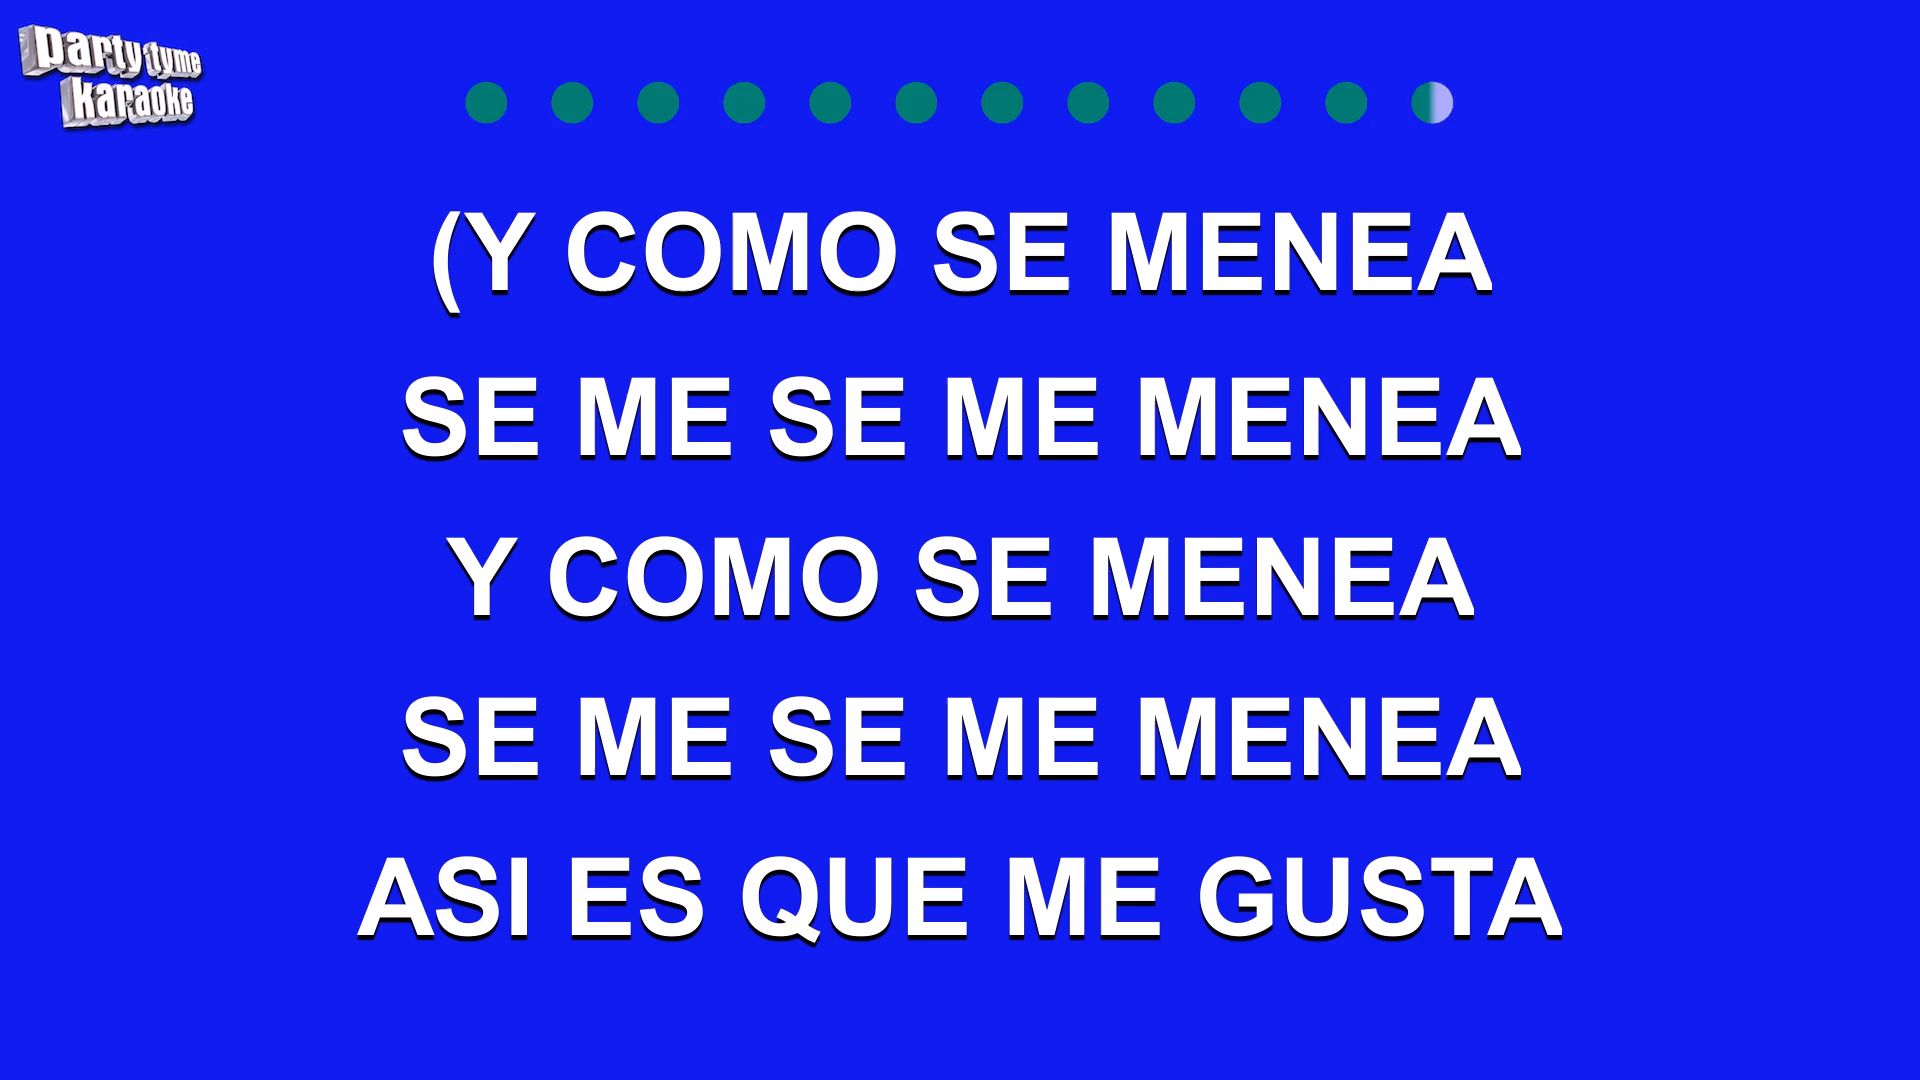 party tyme
karaoke
(Y COMO SE MENEA
SE ME SE ME MENEA
Y COMO SE MENEA
SE ME SE ME MENEA
ASI ES QUE ME GUSTA